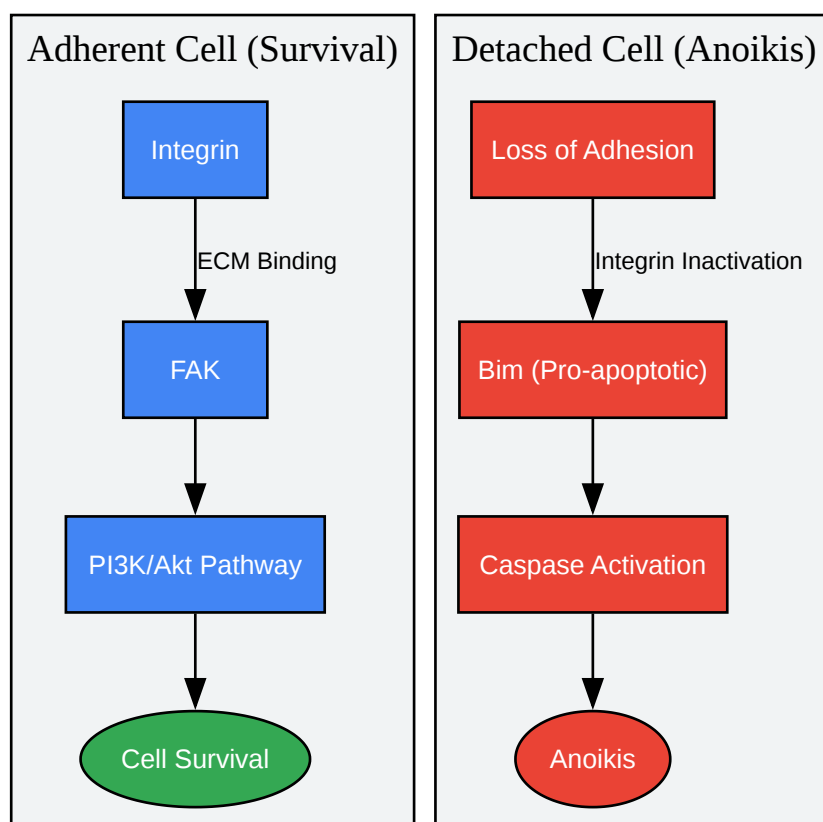 Adherent Cell (Survival)
Integrin
ECM Binding
FAK
PI3K/Akt Pathway
Cell Survival
Detached Cell (Anoikis)
Loss of Adhesion
Integrin Inactivation
Bim (Pro-apoptotic)
Caspase Activation
Anoikis